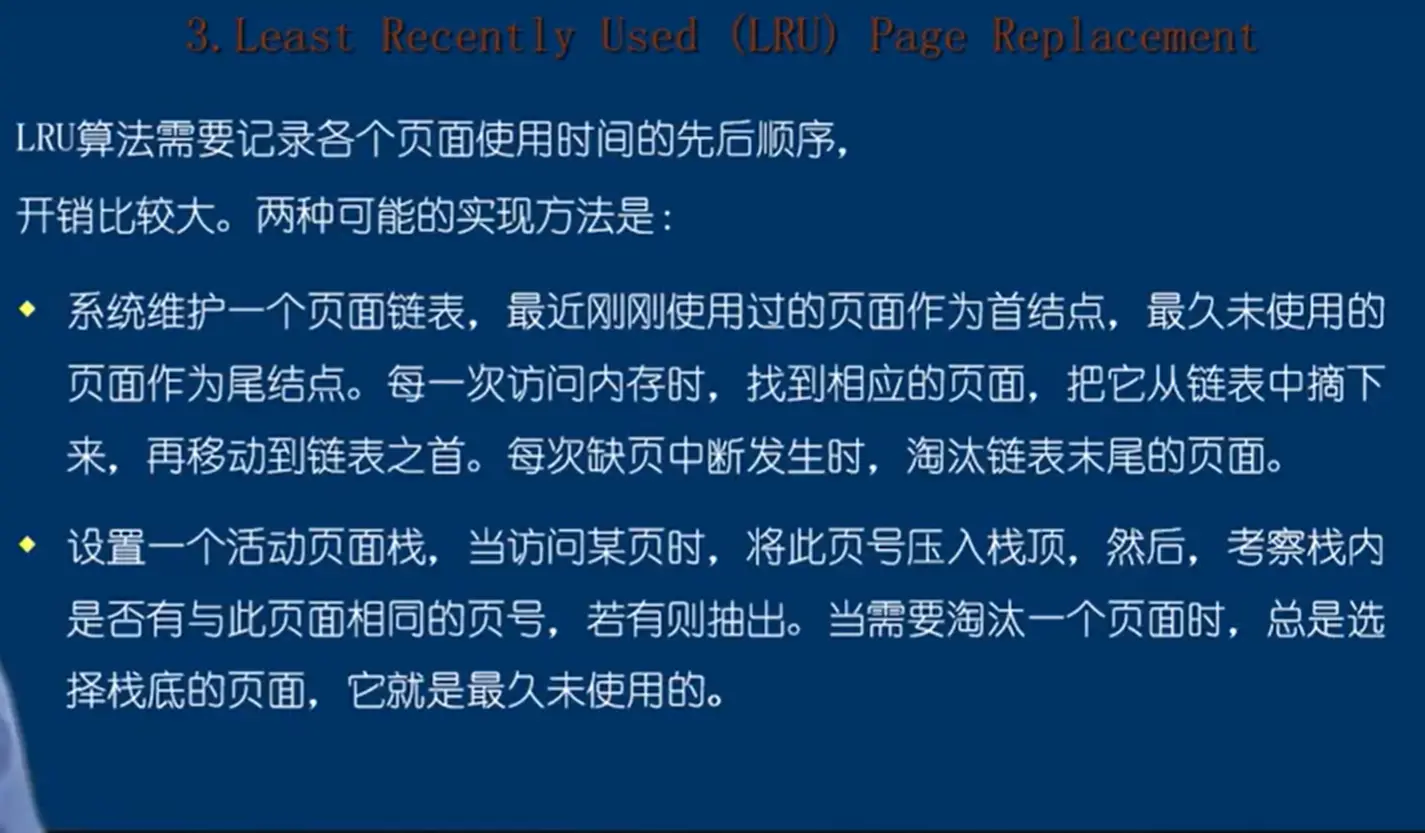 3.Least Recently Used (LRU) Page Replacement
LRU算法需要记录各个页面使用时间的先后顺序，
开销比较大。两种可能的实现方法是：
系统维护一个页面链表，最近刚刚使用过的页面作为首结点，最久未使用的
页面作为尾结点。每一次访问内存时，找到相应的页面，把它从链表中摘下
来，再移动到链表之首。每次缺页中断发生时，淘汰链表末尾的页面。
设置一个活动页面栈，当访问某页时，将此页号压入栈顶，然后，考察栈内
是否有与此页面相同的页号，若有则抽出。当需要淘汰一个页面时，总是选
择栈底的页面，它就是最久未使用的。